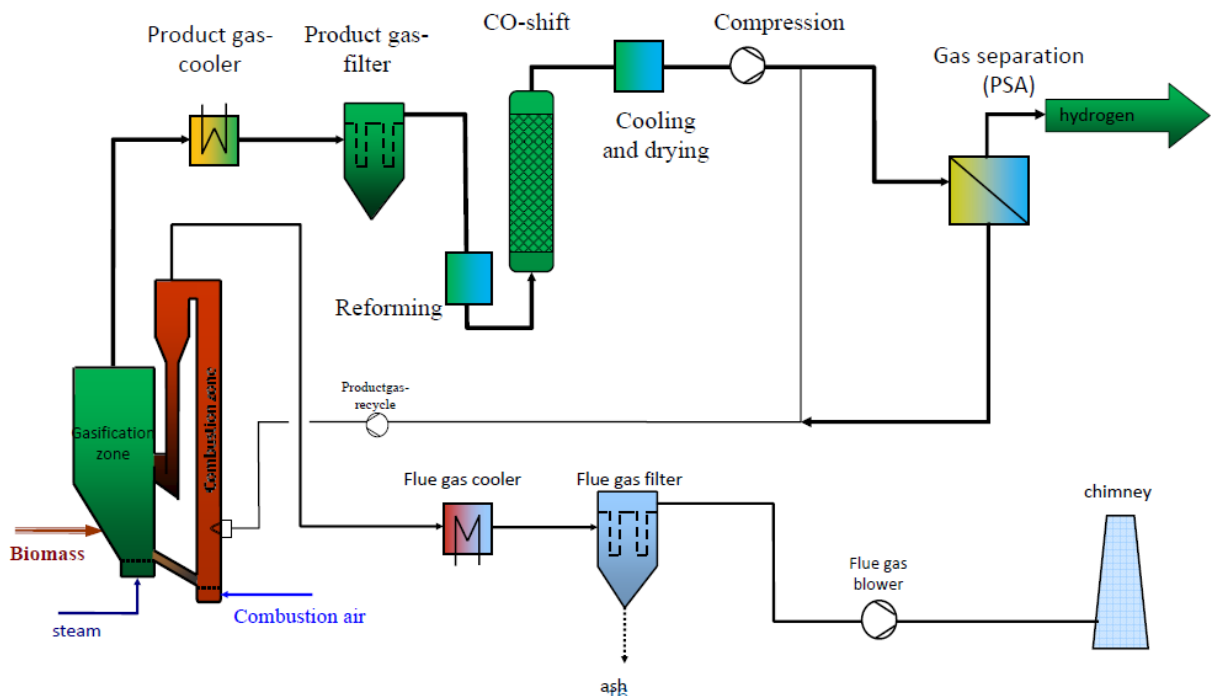 CO-shift
Compression
Product gas-
cooler
Product gas-
filter
Gas separation
(PSA)
hydrogen
Cooling
and drying
Reforming
Productgas-
recycle
Combustion zone
Gasification
zone
Flue gas cooler
Flue gas filter
chimney
Biomass
Flue gas
blower
Combustion air
steam
ash